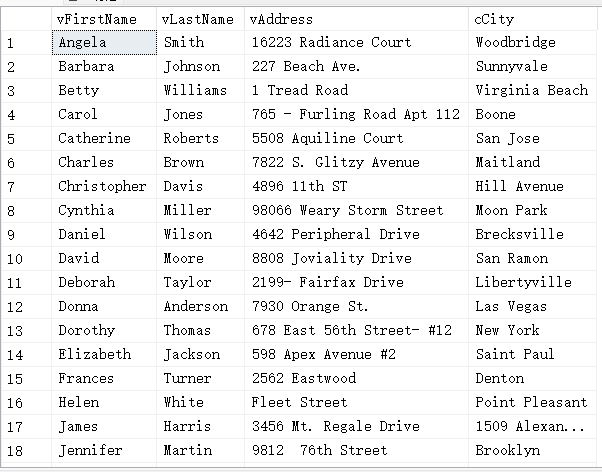 vFirstName vLastName vAddress cCity
1 Angela Smith 16223 Radiance Court Woodbridge
2 Barbara Johnson 227 Beach Ave. Sunnyvale
3 Betty Williams 1 Tread Road Virginia Beach
4 Carol Jones 765 - Furling Road Apt 112 Boone
5 Catherine Roberts 5508 Aquiline Court San Jose
6 Charles Brown 7822 S. Glitzy Avenue Maitland
7 Christopher Davis 4896 11th ST Hill Avenue
8 Cynthia Miller 98066 Weary Storm Street Moon Park
9 Daniel Wilson 4642 Peripheral Drive Brecksville
10 David Moore 8808 Joviality Drive San Ramon
11 Deborah Taylor 2199- Fairfax Drive Libertyville
12 Donna Anderson 7930 Orange St. Las Vegas
13 Dorothy Thomas 678 East 56th Street- #12 New York
14 Elizabeth Jackson 598 Apex Avenue #2 Saint Paul
15 Frances Turner 2562 Eastwood Denton
16 Helen White Fleet Street Point Pleasant
17 James Harris 3456 Mt. Regale Drive 1509 Alexan...
18 Jennifer Martin 9812  76th Street Brooklyn